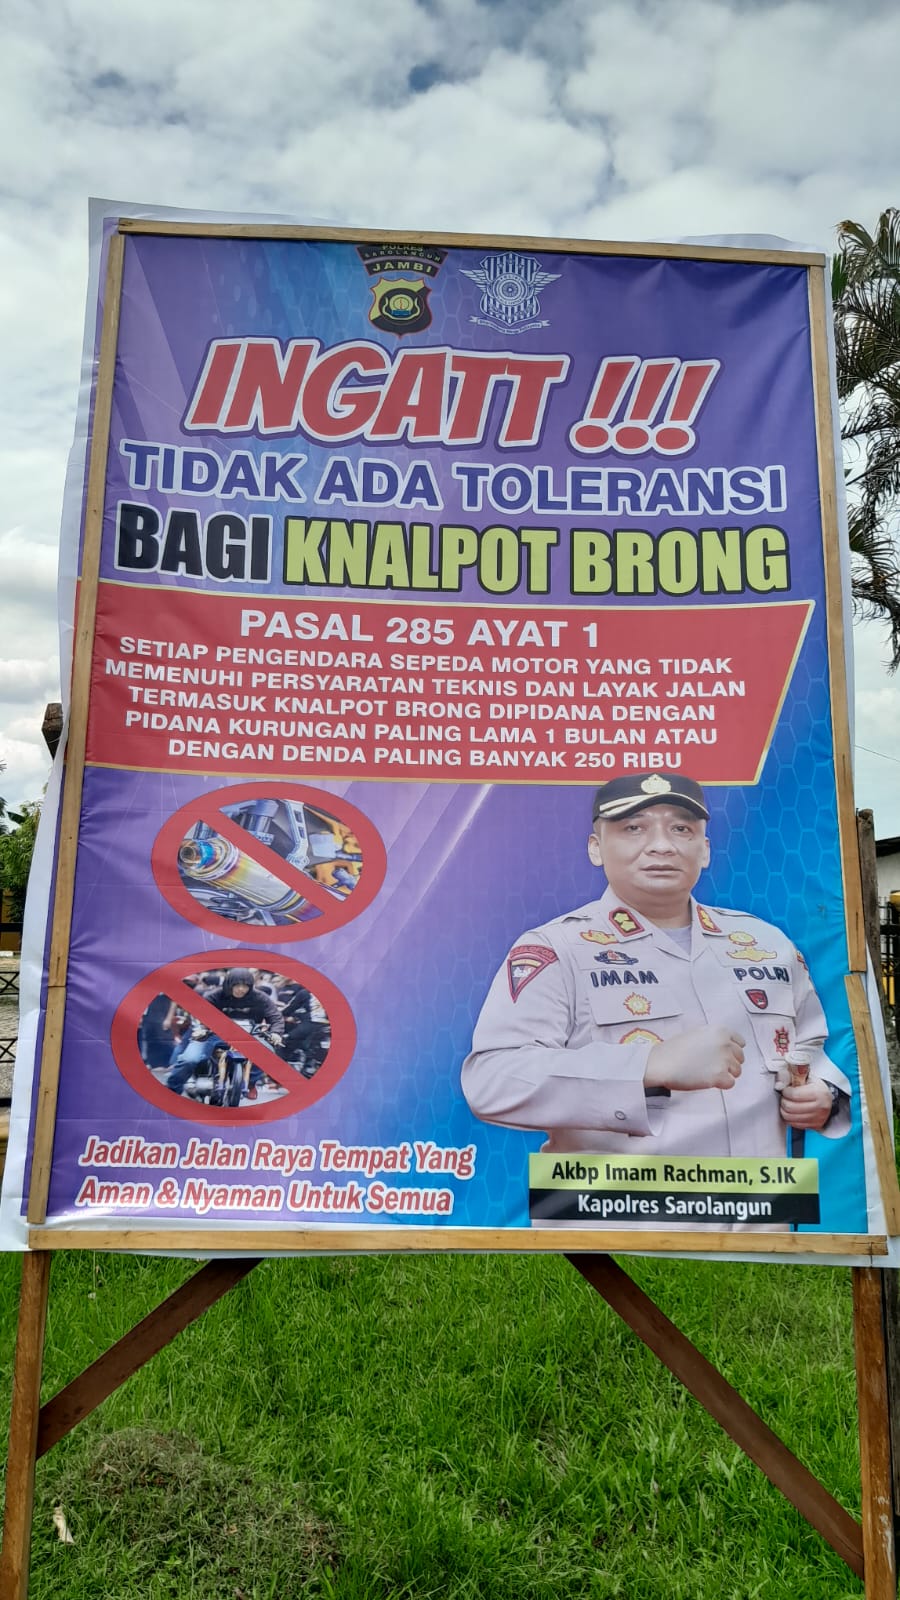 POLRES
SAROLANGUN
JAMBI
INGATT !!!
TIDAK ADA TOLERANSI
BAGI KNALPOT BRONG
PASAL 285 AYAT 1
SETIAP PENGENDARA SEPEDA MOTOR YANG TIDAK
MEMENUHI PERSYARATAN TEKNIS DAN LAYAK JALAN
TERMASUK KNALPOT BRONG DIPIDANA DENGAN
PIDANA KURUNGAN PALING LAMA 1 BULAN ATAU
DENGAN DENDA PALING BANYAK 250 RIBU
IMAM POLRI
Jadikan Jalan Raya Tempat Yang
Aman & Nyaman Untuk Semua
Akbp Imam Rachman, S.IK
Kapolres Sarolangun